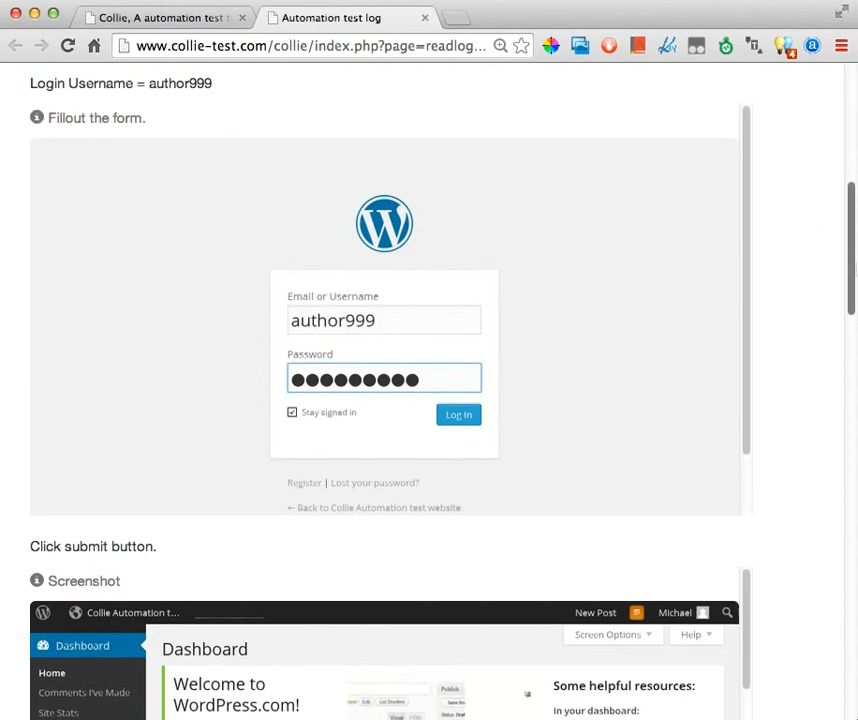 Collie, A automation test t
Automation test log
www.collie-test.com/collie/index.php?page=readlog...
Login Username = author999
Fillout the form.
Email or Username
author999
Password
Stay signed in
Log In
Register | Lost your password?
← Back to Collie Automation test website
Click submit button.
Screenshot
Collie Automation t...
New Post
Michael
Screen Options
Help
Dashboard
Dashboard
Home
Comments I've Made
Site Stats
Welcome to
WordPress.com!
Publish
Edit
Visual
Some helpful resources:
In your dashboard: